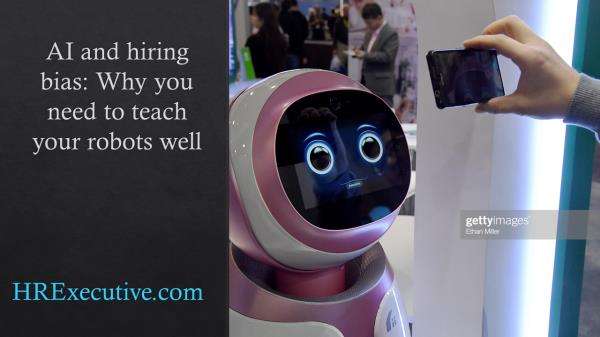 AI and hiring
bias: Why you
need to teach
your robots well
HRExecutive.com
gettyimages®
Ethan Miller